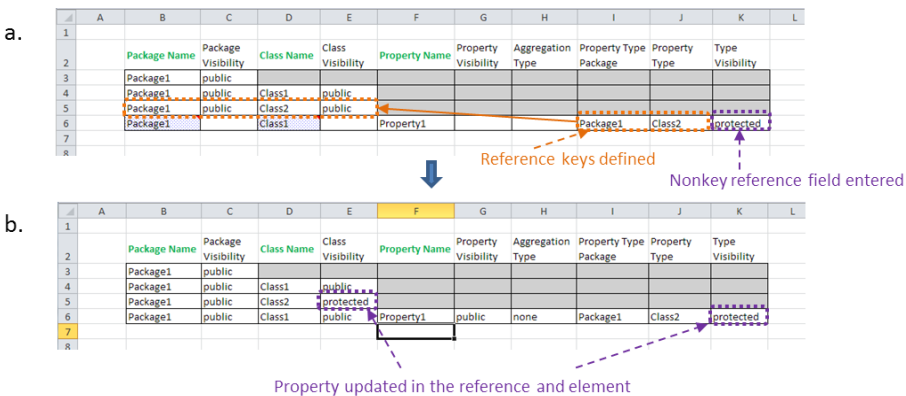 a.
A B C D E F G H I J K L
1
Package Class Property Aggregation Property Type Property Type
2 Package Name Visibility Class Name Visibility Property Name Visibility Type Package Type Visibility
3 Package1 public
4 Package1 public Class1 public
5 Package1 public Class2 public
6 Package1 Class1 Property1 Package1 Class2 protected
7
8
Reference keys defined
Nonkey reference field entered
b.
A B C D E F G H I J K L
1
Package Class Property Aggregation Property Type Property Type
2 Package Name Visibility Class Name Visibility Property Name Visibility Type Package Type Visibility
3 Package1 public
4 Package1 public Class1 public
5 Package1 public Class2 protected
6 Package1 public Class1 public Property1 public none Package1 Class2 protected
7
8
Property updated in the reference and element